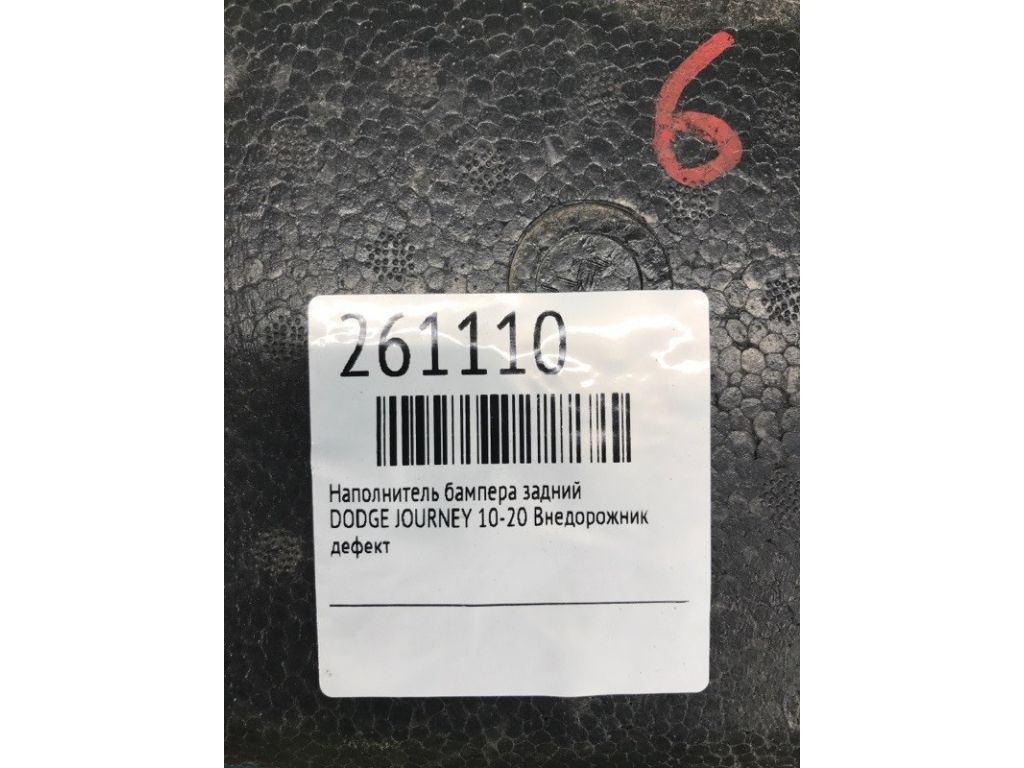 6
261110
Наполнитель бампера задний
DODGE JOURNEY 10-20 Внедорожник
дефект